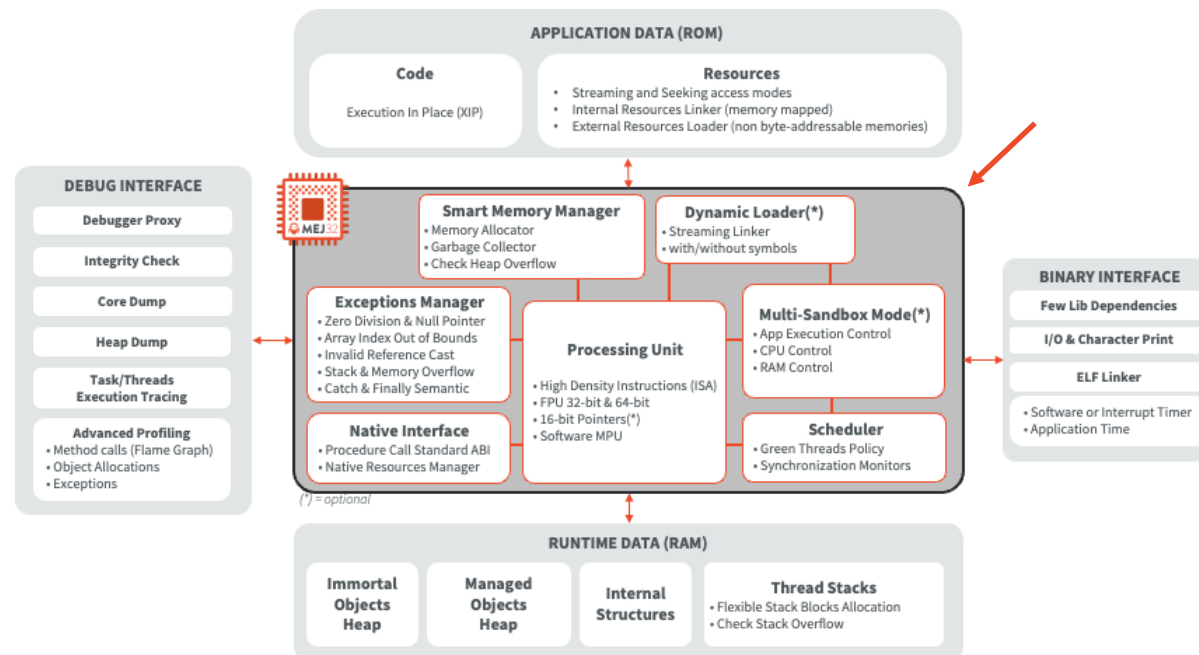 APPLICATION DATA (ROM)
Code
Execution In Place (XIP)
Resources
• Streaming and Seeking access modes
• Internal Resources Linker (memory mapped)
• External Resources Loader (non byte-addressable memories)
DEBUG INTERFACE
Debugger Proxy
Integrity Check
Core Dump
Heap Dump
Task/Threads
Execution Tracing
Advanced Profiling
• Method calls (Flame Graph)
• Object Allocations
• Exceptions
MEJ32
Smart Memory Manager
• Memory Allocator
• Garbage Collector
• Check Heap Overflow
Dynamic Loader(*)
• Streaming Linker
• with/without symbols
Exceptions Manager
• Zero Division & Null Pointer
• Array Index Out of Bounds
• Invalid Reference Cast
• Stack & Memory Overflow
• Catch & Finally Semantic
Processing Unit
• High Density Instructions (ISA)
• FPU 32-bit & 64-bit
• 16-bit Pointers(*)
• Software MPU
Multi-Sandbox Mode(*)
• App Execution Control
• CPU Control
• RAM Control
Native Interface
• Procedure Call Standard ABI
• Native Resources Manager
Scheduler
• Green Threads Policy
• Synchronization Monitors
(*) = optional
BINARY INTERFACE
Few Lib Dependencies
I/O & Character Print
ELF Linker
• Software or Interrupt Timer
• Application Time
RUNTIME DATA (RAM)
Immortal
Objects
Heap
Managed
Objects
Heap
Internal
Structures
Thread Stacks
• Flexible Stack Blocks Allocation
• Check Stack Overflow